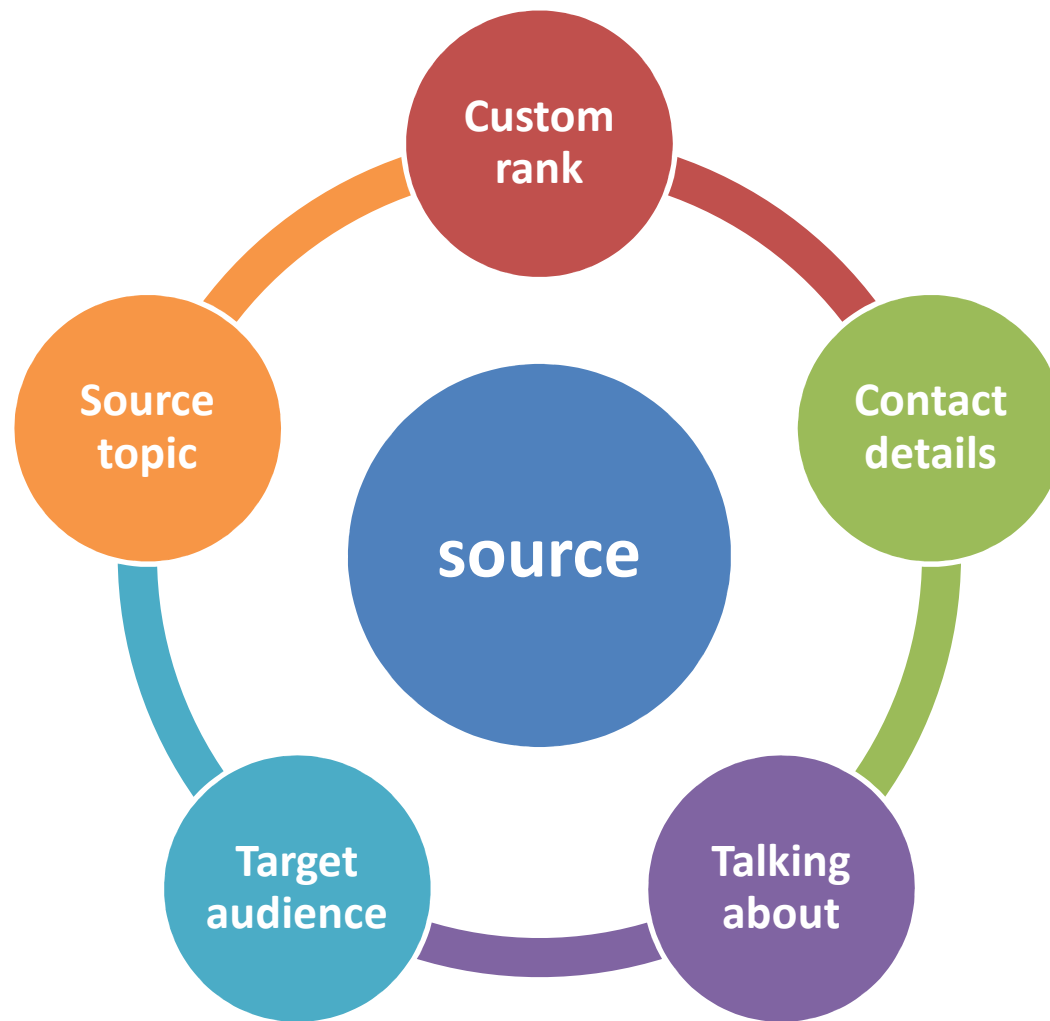 Custom
rank
Contact
details
Talking
about
Target
audience
Source
topic
source